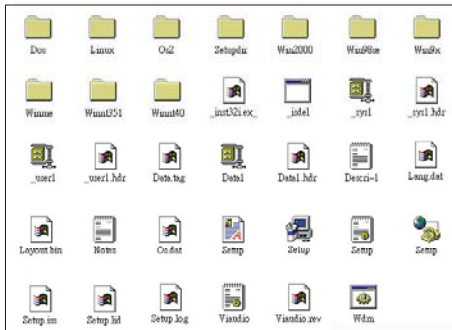 Dos Linux Os2 Setupdir Win2000 Win98se Win9x
Winme Winnt351 Winnt40 _inst32i.ex_ _isdel _sys1 _sys1.hdr
_user1 _user1.hdr Data.tag Data1 Data1.hdr Descri~1 Lang.dat
Layout.bin Notes Os.dat Setup Setup Setup Setup
Setup.iss Setup.lid Setup.log Viaudio Viaudio.rev Wdm